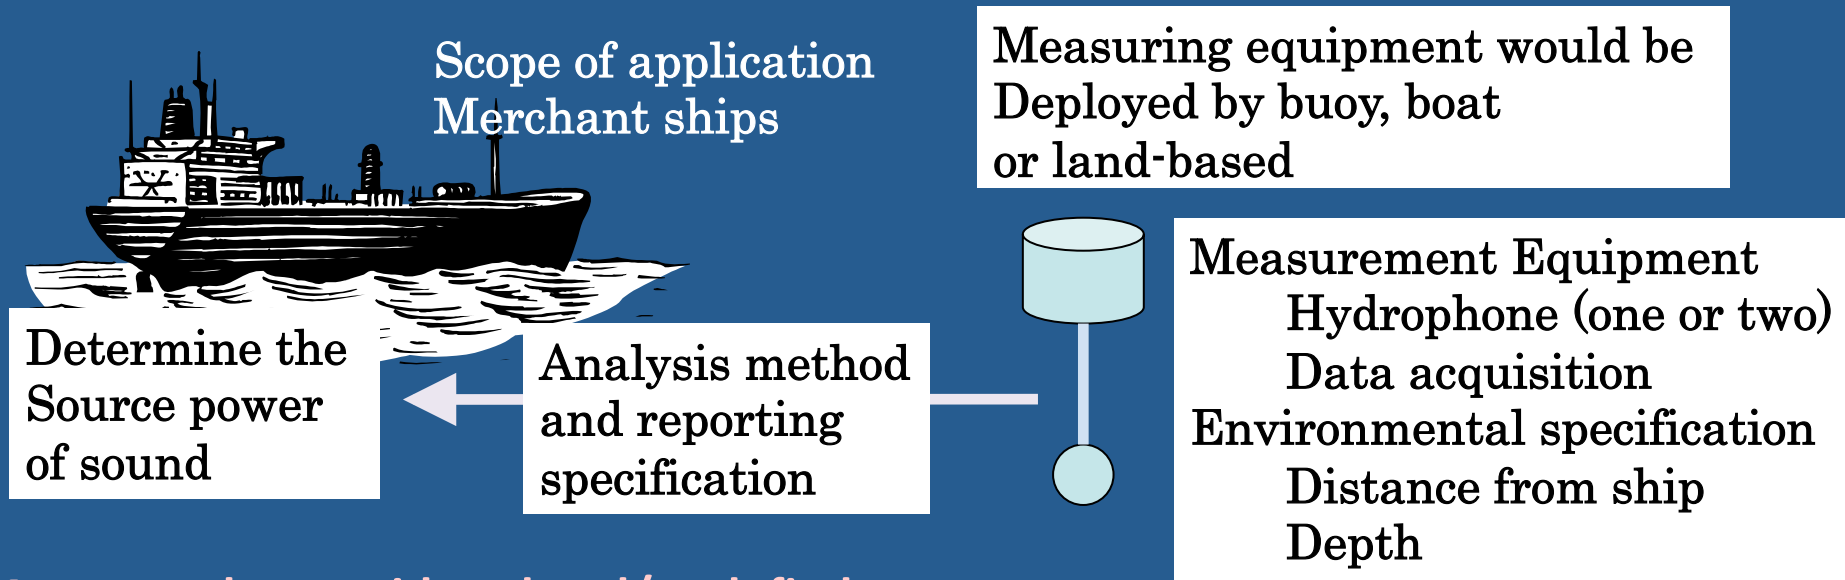 Scope of application
Merchant ships
Measuring equipment would be
Deployed by buoy, boat
or land-based
Measurement Equipment
Hydrophone (one or two)
Data acquisition
Environmental specification
Distance from ship
Depth
Analysis method
and reporting
specification
Determine the
Source power
of sound